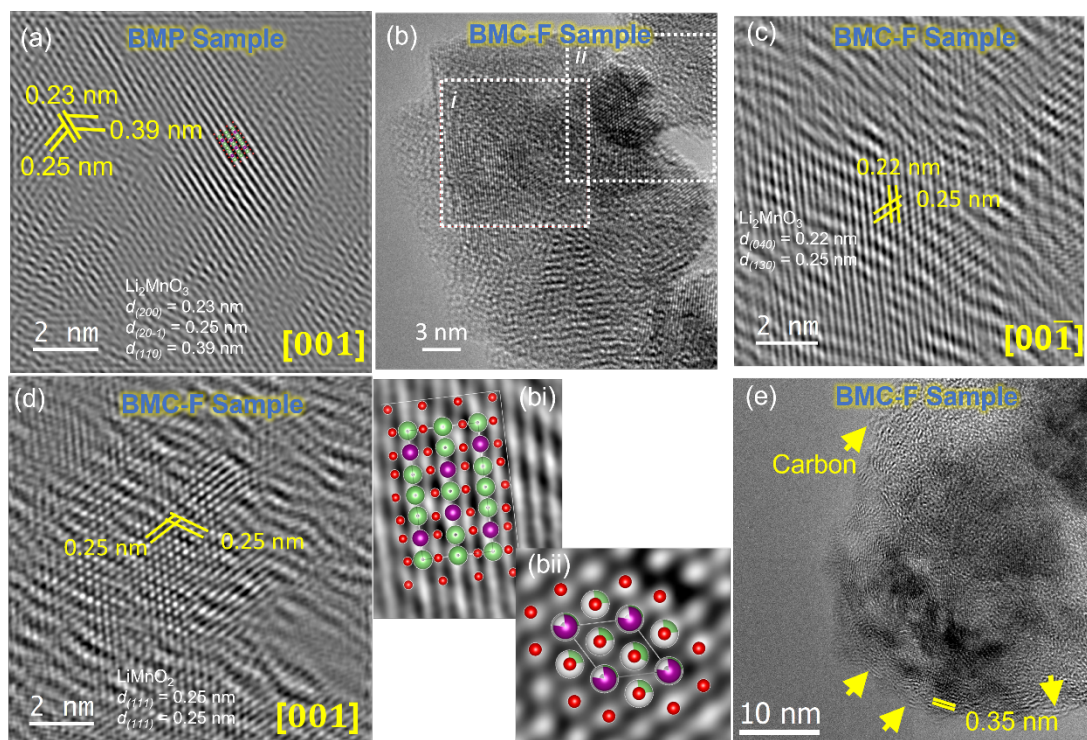 (a)
BMP Sample
0.23 nm
0.39 nm
0.25 nm
Li₂MnO₃
d(200) = 0.23 nm
d(20-1) = 0.25 nm
d(110) = 0.39 nm
2 nm
[001]
(b)
BMC-F Sample
i
ii
3 nm
(c)
BMC-F Sample
0.22 nm
0.25 nm
Li₂MnO₃
d(040) = 0.22 nm
d(130) = 0.25 nm
2 nm
[001̅]
(d)
BMC-F Sample
0.25 nm
0.25 nm
LiMnO₂
d(111) = 0.25 nm
d(111) = 0.25 nm
2 nm
[001]
(bi)
(bii)
(e)
BMC-F Sample
Carbon
10 nm
0.35 nm